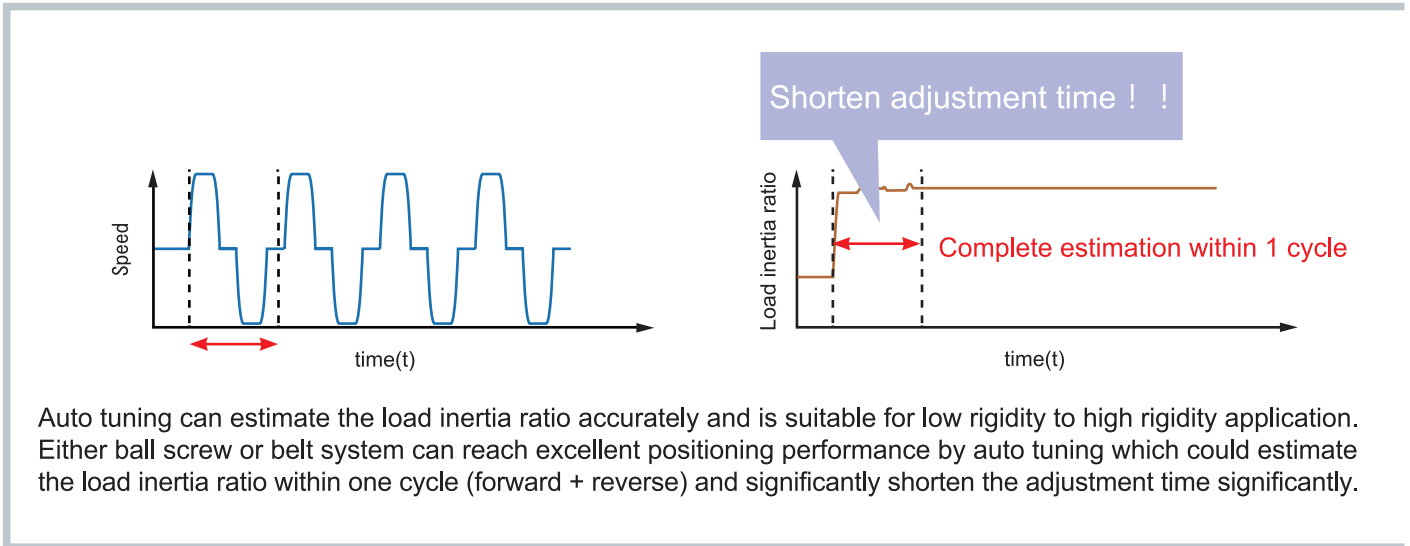 Shorten adjustment time！！
Speed
time(t)
Load inertia ratio
Complete estimation within 1 cycle
time(t)
Auto tuning can estimate the load inertia ratio accurately and is suitable for low rigidity to high rigidity application.
Either ball screw or belt system can reach excellent positioning performance by auto tuning which could estimate
the load inertia ratio within one cycle (forward + reverse) and significantly shorten the adjustment time significantly.